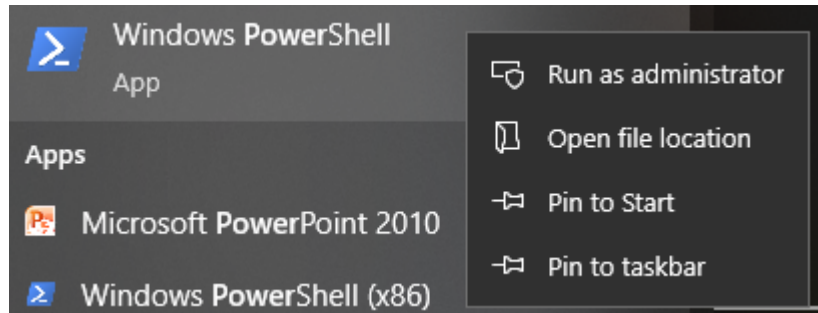 Windows PowerShell
App
Apps
Microsoft PowerPoint 2010
Windows PowerShell (x86)
Run as administrator
Open file location
Pin to Start
Pin to taskbar